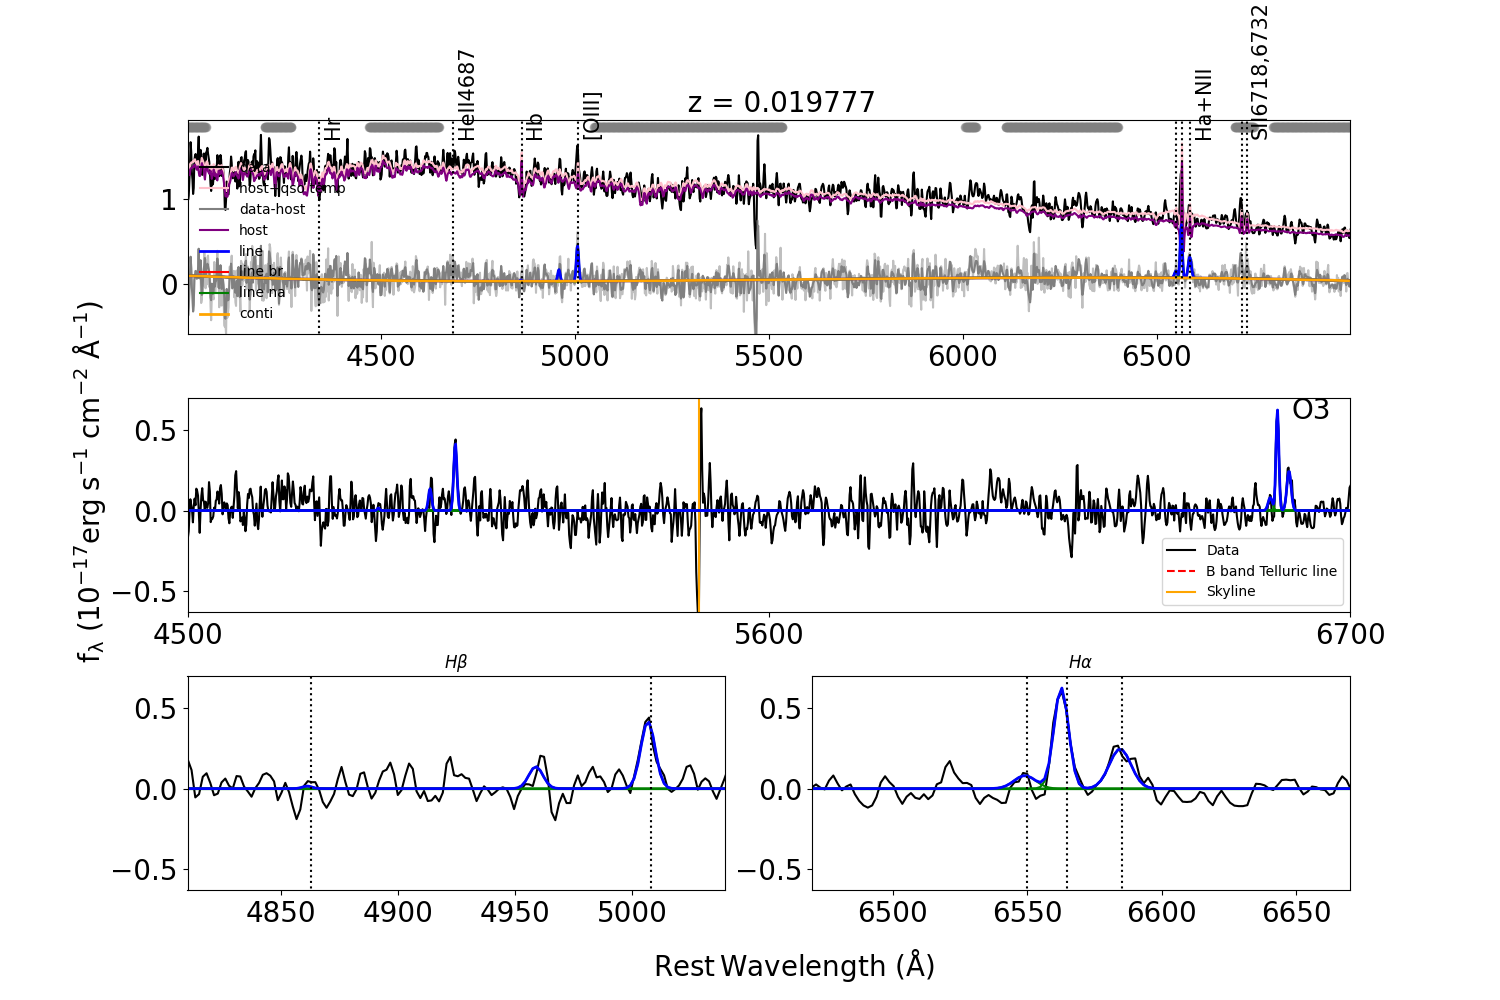 z = 0.019777
Hr
HeII4687
Hb
[OIII]
Ha+NII
SII6718,6732
data
host+qso temp
data-host
host
line
line br
line na
conti
1
0
4500 5000 5500 6000 6500
f_λ (10^−17 erg s^−1 cm^−2 Å^−1)
O3
0.5
0.0
−0.5
Data
B band Telluric line
Skyline
4500 5600 6700
Hβ
0.5
0.0
−0.5
4850 4900 4950 5000
Hα
0.5
0.0
−0.5
6500 6550 6600 6650
Rest Wavelength (Å)